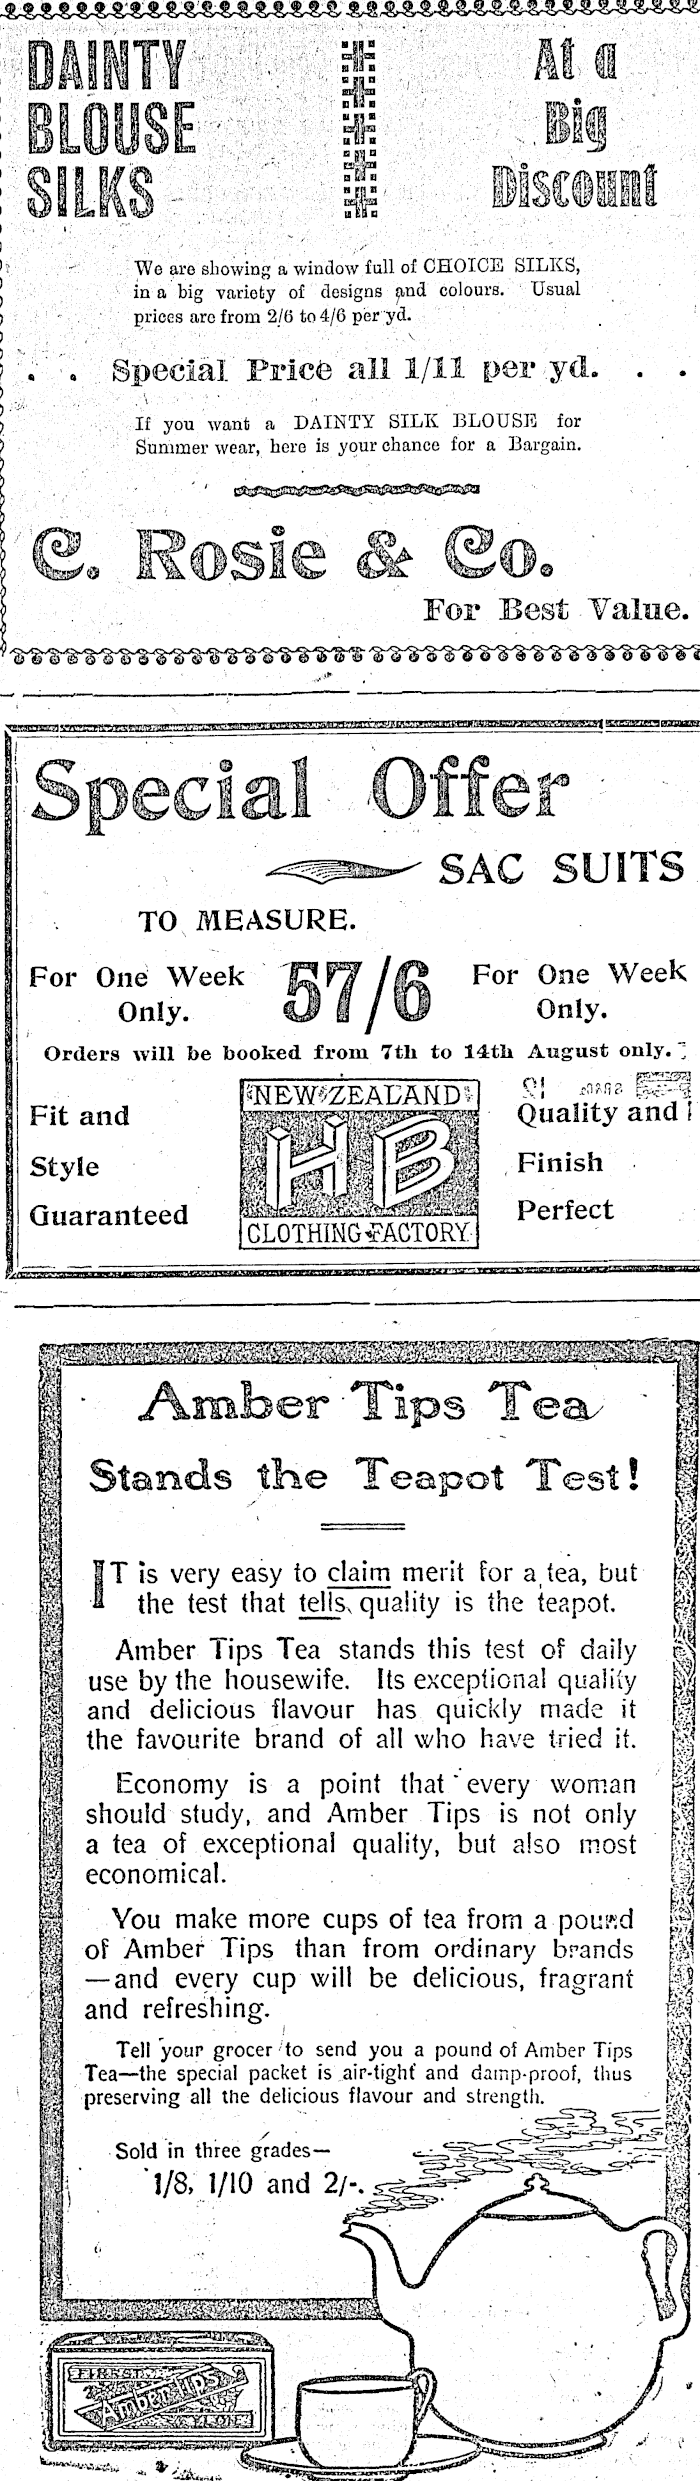 DAINTY
BLOUSE
SILKS
At a
Big
Discount
We are showing a window full of CHOICE SILKS,
in a big variety of designs and colours. Usual
prices are from 2/6 to 4/6 per yd.
. . Special Price all 1/11 per yd. . .
If you want a DAINTY SILK BLOUSE for
Summer wear, here is your chance for a Bargain.
C. Rosie & Co.
For Best Value.
Special Offer
SAC SUITS
TO MEASURE.
For One Week
Only.
57/6
For One Week
Only.
Orders will be booked from 7th to 14th August only.
Fit and
Style
Guaranteed
NEW ZEALAND
HB
CLOTHING FACTORY.
Quality and
Finish
Perfect
Amber Tips Tea
Stands the Teapot Test!
IT is very easy to claim merit for a tea, but
the test that tells quality is the teapot.
Amber Tips Tea stands this test of daily
use by the housewife. Its exceptional quality
and delicious flavour has quickly made it
the favourite brand of all who have tried it.
Economy is a point that every woman
should study, and Amber Tips is not only
a tea of exceptional quality, but also most
economical.
You make more cups of tea from a pound
of Amber Tips than from ordinary brands
—and every cup will be delicious, fragrant
and refreshing.
Tell your grocer to send you a pound of Amber Tips
Tea—the special packet is air-tight and damp-proof, thus
preserving all the delicious flavour and strength.
Sold in three grades—
1/8, 1/10 and 2/-.
Amber Tips